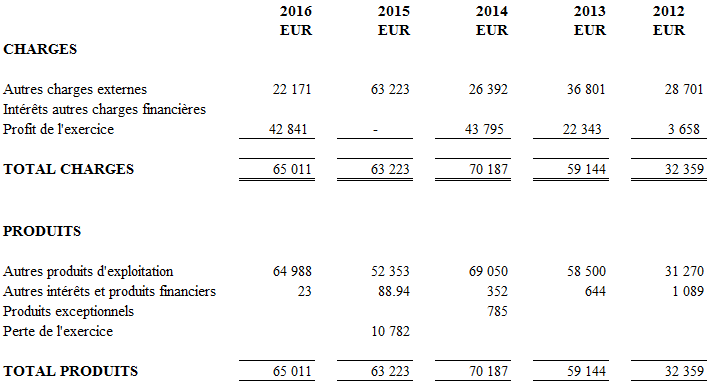 2016 2015 2014 2013 2012
EUR EUR EUR EUR EUR
CHARGES
Autres charges externes 22 171 63 223 26 392 36 801 28 701
Intérêts autres charges financières
Profit de l'exercice 42 841 - 43 795 22 343 3 658
TOTAL CHARGES 65 011 63 223 70 187 59 144 32 359
PRODUITS
Autres produits d'exploitation 64 988 52 353 69 050 58 500 31 270
Autres intérêts et produits financiers 23 88.94 352 644 1 089
Produits exceptionnels 785
Perte de l'exercice 10 782
TOTAL PRODUITS 65 011 63 223 70 187 59 144 32 359